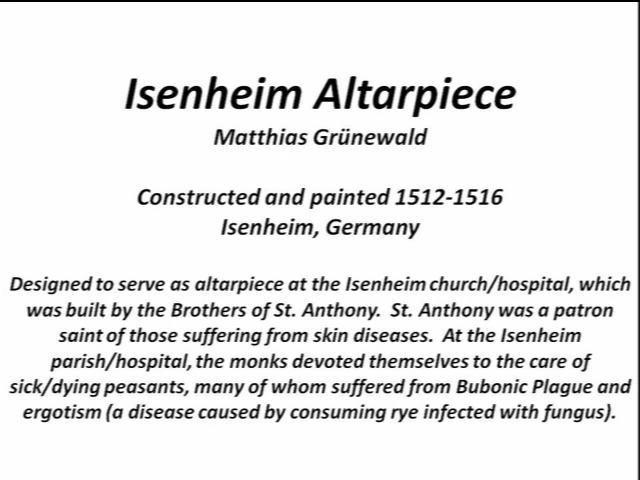 Isenheim Altarpiece
Matthias Grünewald
Constructed and painted 1512-1516
Isenheim, Germany
Designed to serve as altarpiece at the Isenheim church/hospital, which
was built by the Brothers of St. Anthony.  St. Anthony was a patron
saint of those suffering from skin diseases.  At the Isenheim
parish/hospital, the monks devoted themselves to the care of
sick/dying peasants, many of whom suffered from Bubonic Plague and
ergotism (a disease caused by consuming rye infected with fungus).